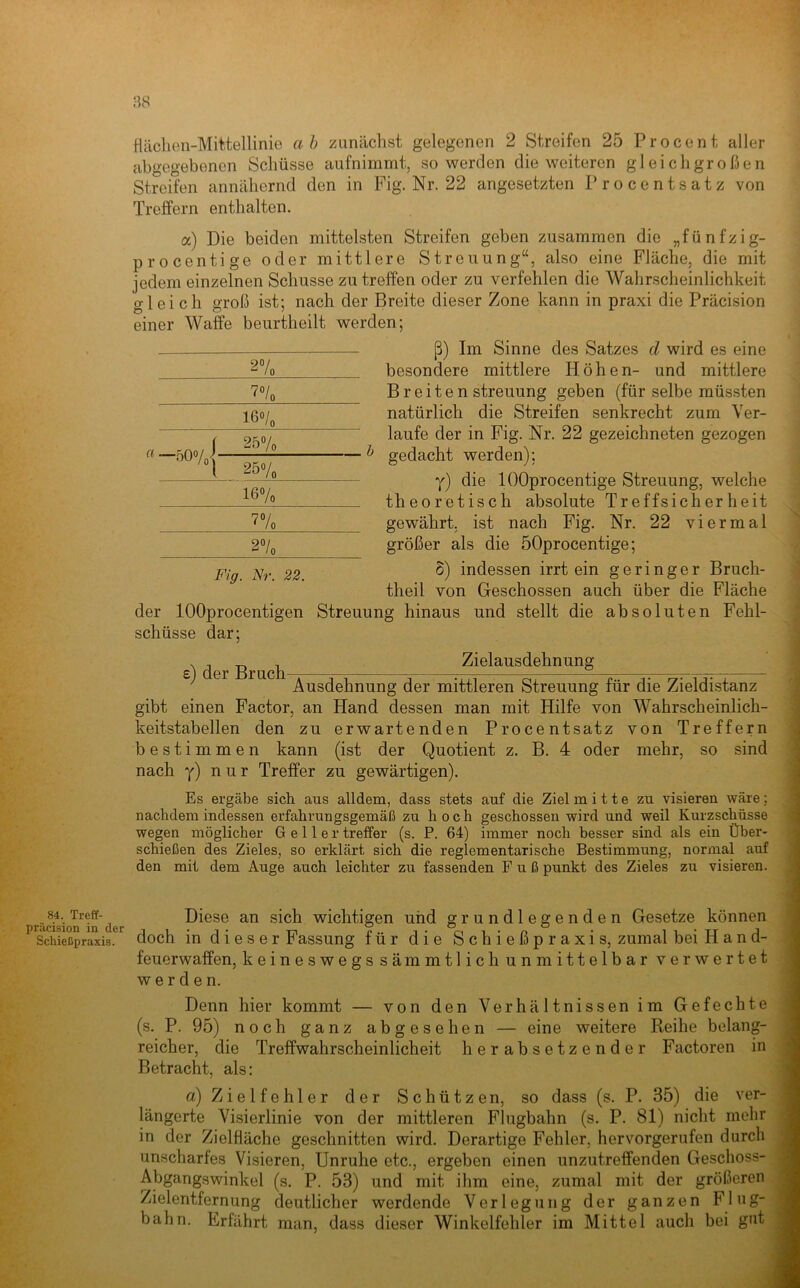 38
flächen-Mittellinie a b zunächst gelegenen 2 Streifen 25 Procent aller
abgegebenen Schüsse aufnimmt, so werden die weiteren gleichgroßen
Streifen annähernd den in Fig. Nr. 22 angesetzten Procentsatz von
Treffern enthalten.
α) Die beiden mittelsten Streifen geben zusammen die „fünfzig-
procentige oder mittlere Streuung“, also eine Fläche, die mit
jedem einzelnen Schusse zu treffen oder zu verfehlen die Wahrscheinlichkeit
gleich groß ist; nach der Breite dieser Zone kann in praxi die Präcision
einer Waffe beurtheilt werden;
2%
7%
16%
a —50% { 25% b
25%
16%
7%
2%
Fig. Nr. 22.
β) Im Sinne des Satzes d wird es eine
besondere mittlere Höhen- und mittlere
Breitenstreuung geben (für selbe müssten
natürlich die Streifen senkrecht zum Ver-
laufe der in Fig. Nr. 22 gezeichneten gezogen
gedacht werden);
γ) die 100procentige Streuung, welche
theoretisch absolute Treffsicherheit
gewährt, ist nach Fig. Nr. 22 viermal
größer als die 50procentige;
δ) indessen irrt ein geringer Bruch-
theil von Geschossen auch über die Fläche
der 100procentigen Streuung hinaus und stellt die absoluten Fehl-
schüsse dar;
ε) der Bruch Zielausdehnung
Ausdehnung der mittleren Streuung für die Zieldistanz
gibt einen Factor, an Hand dessen man mit Hilfe von Wahrscheinlich-
keitstabellen den zu erwartenden Procentsatz von Treffern
bestimmen kann (ist der Quotient z. B. 4 oder mehr, so sind
nach γ) nur Treffer zu gewärtigen).
Es ergäbe sich aus alldem, dass stets auf die Zielmitte zu visieren wäre;
nachdem indessen erfahrungsgemäß zu hoch geschossen wird und weil Kurzschüsse
wegen möglicher Gellertreffer (s. P. 64) immer noch besser sind als ein Über-
schießen des Zieles, so erklärt sich die reglementarische Bestimmung, normal auf
den mit dem Auge auch leichter zu fassenden Fußpunkt des Zieles zu visieren.
84. Treff-
präcision in der
Schießpraxis.
Diese an sich wichtigen und grundlegenden Gesetze können
doch in dieser Fassung für die Schießpraxis, zumal bei Hand-
feuerwaffen, keineswegs sämmtlich unmittelbar verwertet
werden.
Denn hier kommt — von den Verhältnissen im Gefechte
(s. P. 95) noch ganz abgesehen — eine weitere Reihe belang-
reicher, die Treffwahrscheinlicheit herabsetzender Factoren in
Betracht, als:
a) Zielfehler der Schützen, so dass (s. P. 35) die ver-
längerte Visierlinie von der mittleren Flugbahn (s. P. 81) nicht mehr
in der Zielfläche geschnitten wird. Derartige Fehler, hervorgerufen durch
unscharfes Visieren, Unruhe etc., ergeben einen unzutreffenden Geschoss-
Abgangswinkel (s. P. 53) und mit ihm eine, zumal mit der größeren
Zielentfernung deutlicher werdende Verlegung der ganzen Flug-
bahn. Erfährt man, dass dieser Winkelfehler im Mittel auch bei gut